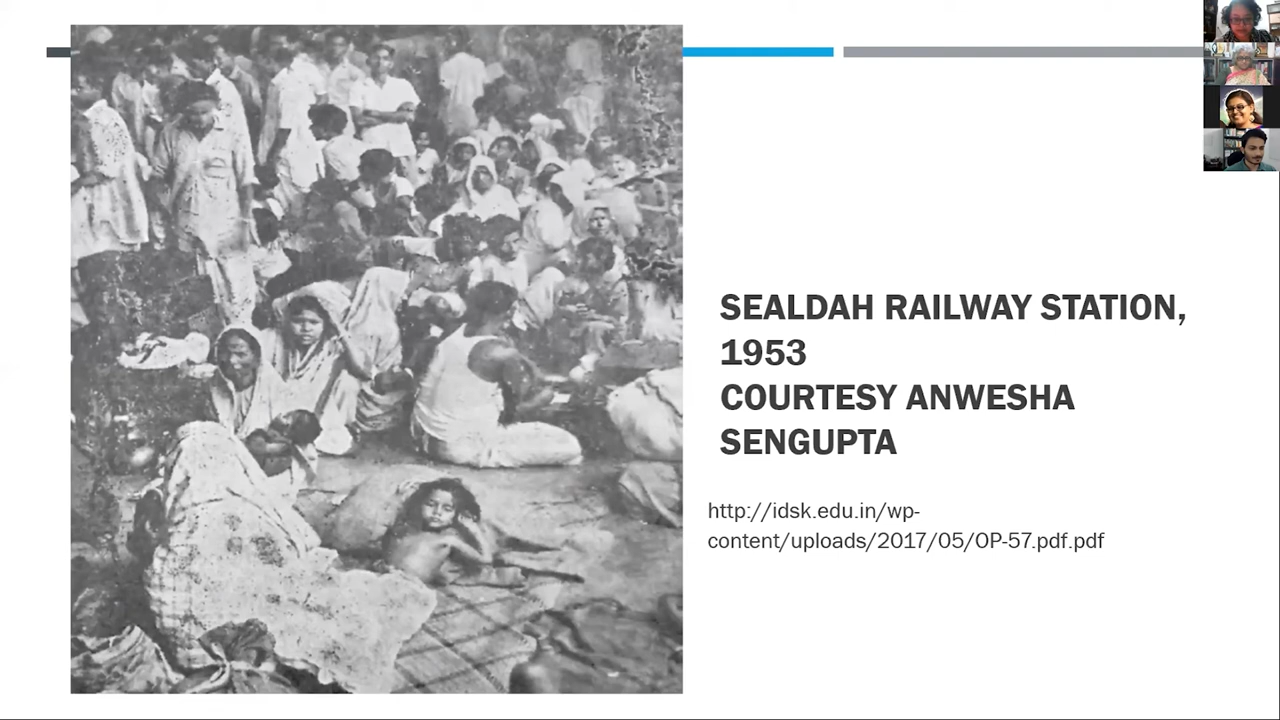 SEALDAH RAILWAY STATION,
1953
COURTESY ANWESHA
SENGUPTA
http://idsk.edu.in/wp-
content/uploads/2017/05/OP-57.pdf.pdf